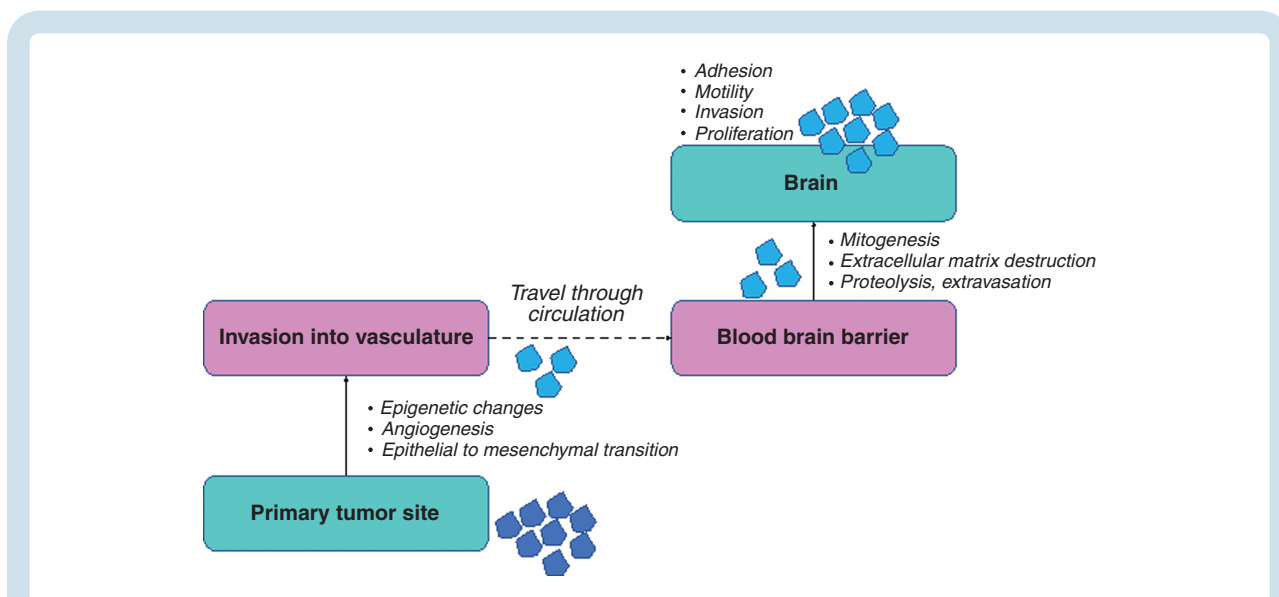 • Adhesion
• Motility
• Invasion
• Proliferation
Brain
• Mitogenesis
• Extracellular matrix destruction
• Proteolysis, extravasation
Travel through
circulation
Invasion into vasculature
Blood brain barrier
• Epigenetic changes
• Angiogenesis
• Epithelial to mesenchymal transition
Primary tumor site